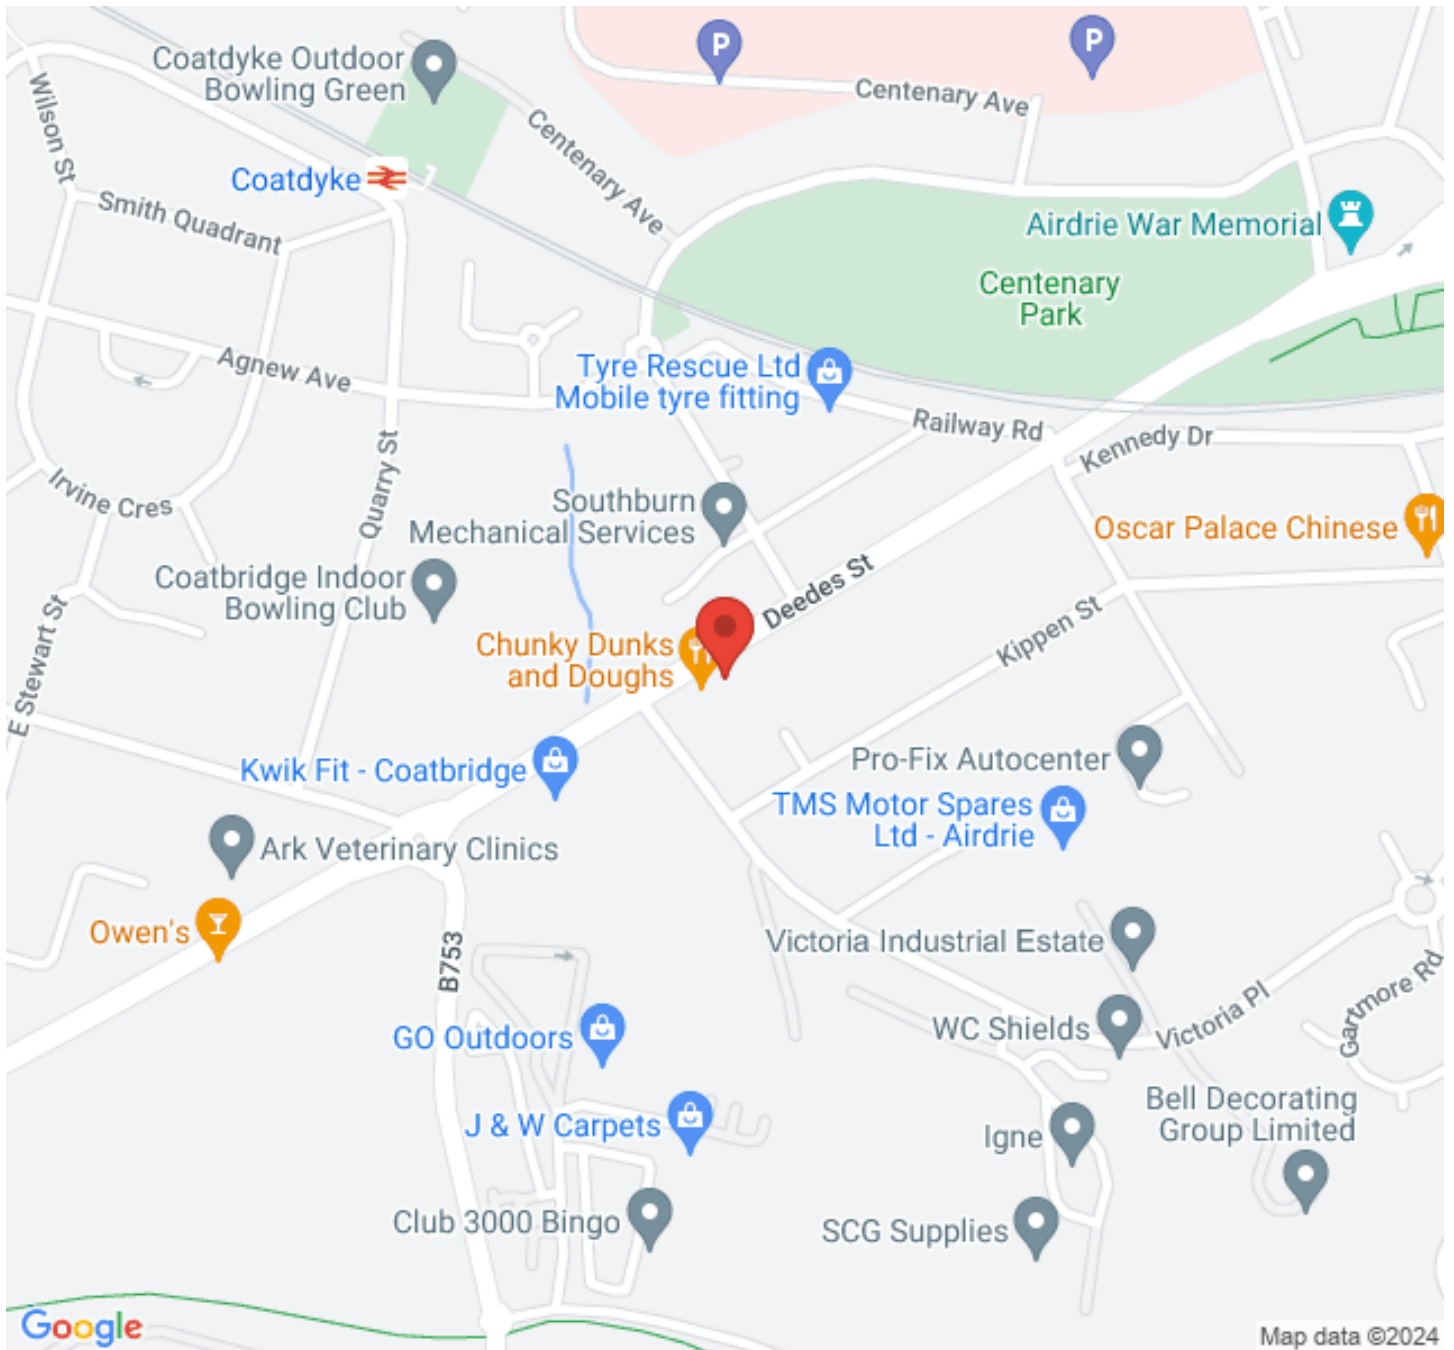 P
P
Coatdyke Outdoor
Bowling Green
Centenary Ave
Centenary Ave
Wilson St
Coatdyke
Smith Quadrant
Airdrie War Memorial
Centenary
Park
Agnew Ave
Tyre Rescue Ltd
Mobile tyre fitting
Railway Rd
Kennedy Dr
Quarry St
Irvine Cres
Southburn
Mechanical Services
Oscar Palace Chinese
Coatbridge Indoor
Bowling Club
Deedes St
E Stewart St
Kippen St
Chunky Dunks
and Doughs
Kwik Fit - Coatbridge
Pro-Fix Autocenter
TMS Motor Spares
Ltd - Airdrie
Ark Veterinary Clinics
Owen's
B753
Victoria Industrial Estate
GO Outdoors
WC Shields
Victoria Pl
Gartmore Rd
J & W Carpets
Igne
Bell Decorating
Group Limited
Club 3000 Bingo
SCG Supplies
Google
Map data ©2024